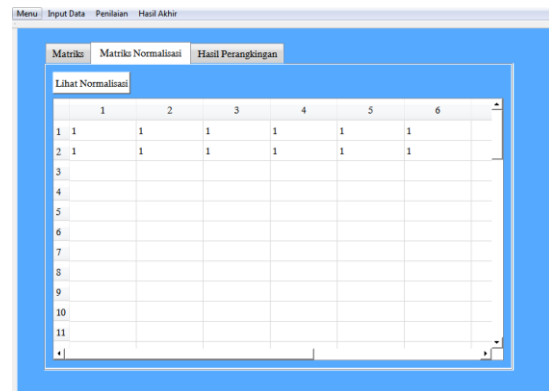 Menu Input Data Penilaian Hasil Akhir
Matriks Matriks Normalisasi Hasil Perangkingan
Lihat Normalisasi
1 2 3 4 5 6
1 1 1 1 1 1 1
2 1 1 1 1 1 1
3
4
5
6
7
8
9
10
11